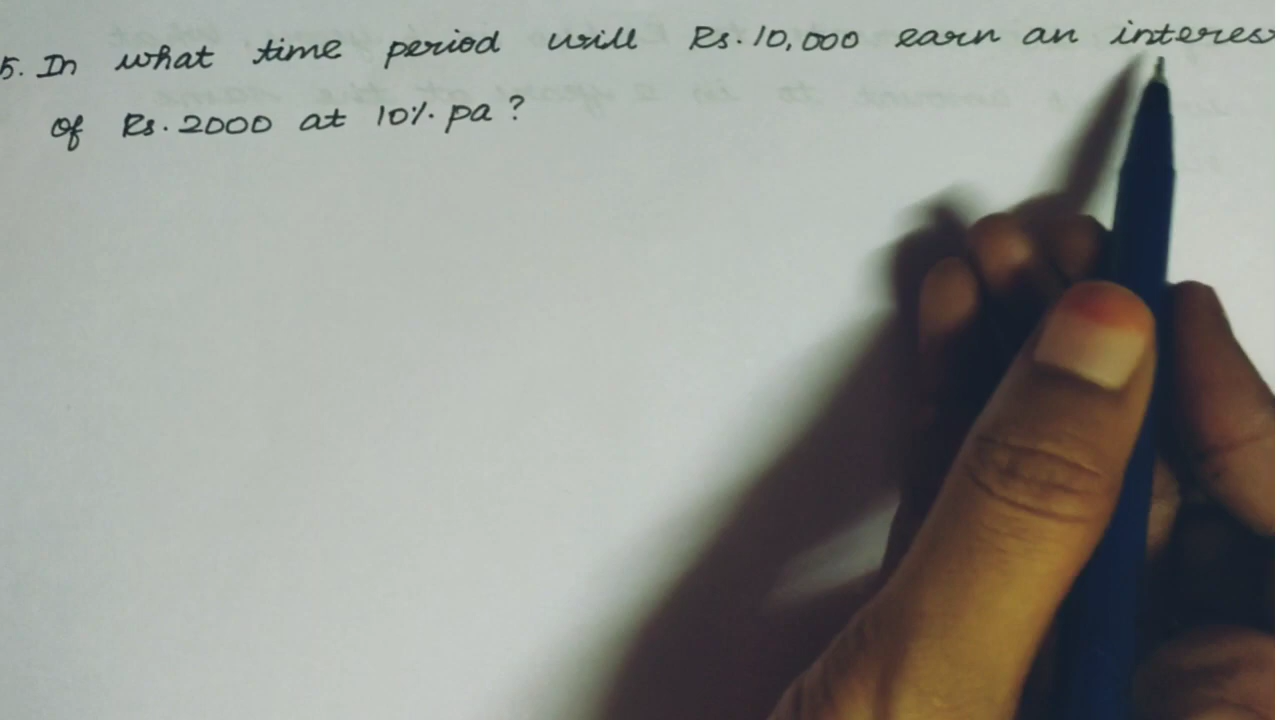 5. In what time period will Rs. 10,000 earn an interes
of Rs. 2000 at 10% pa ?